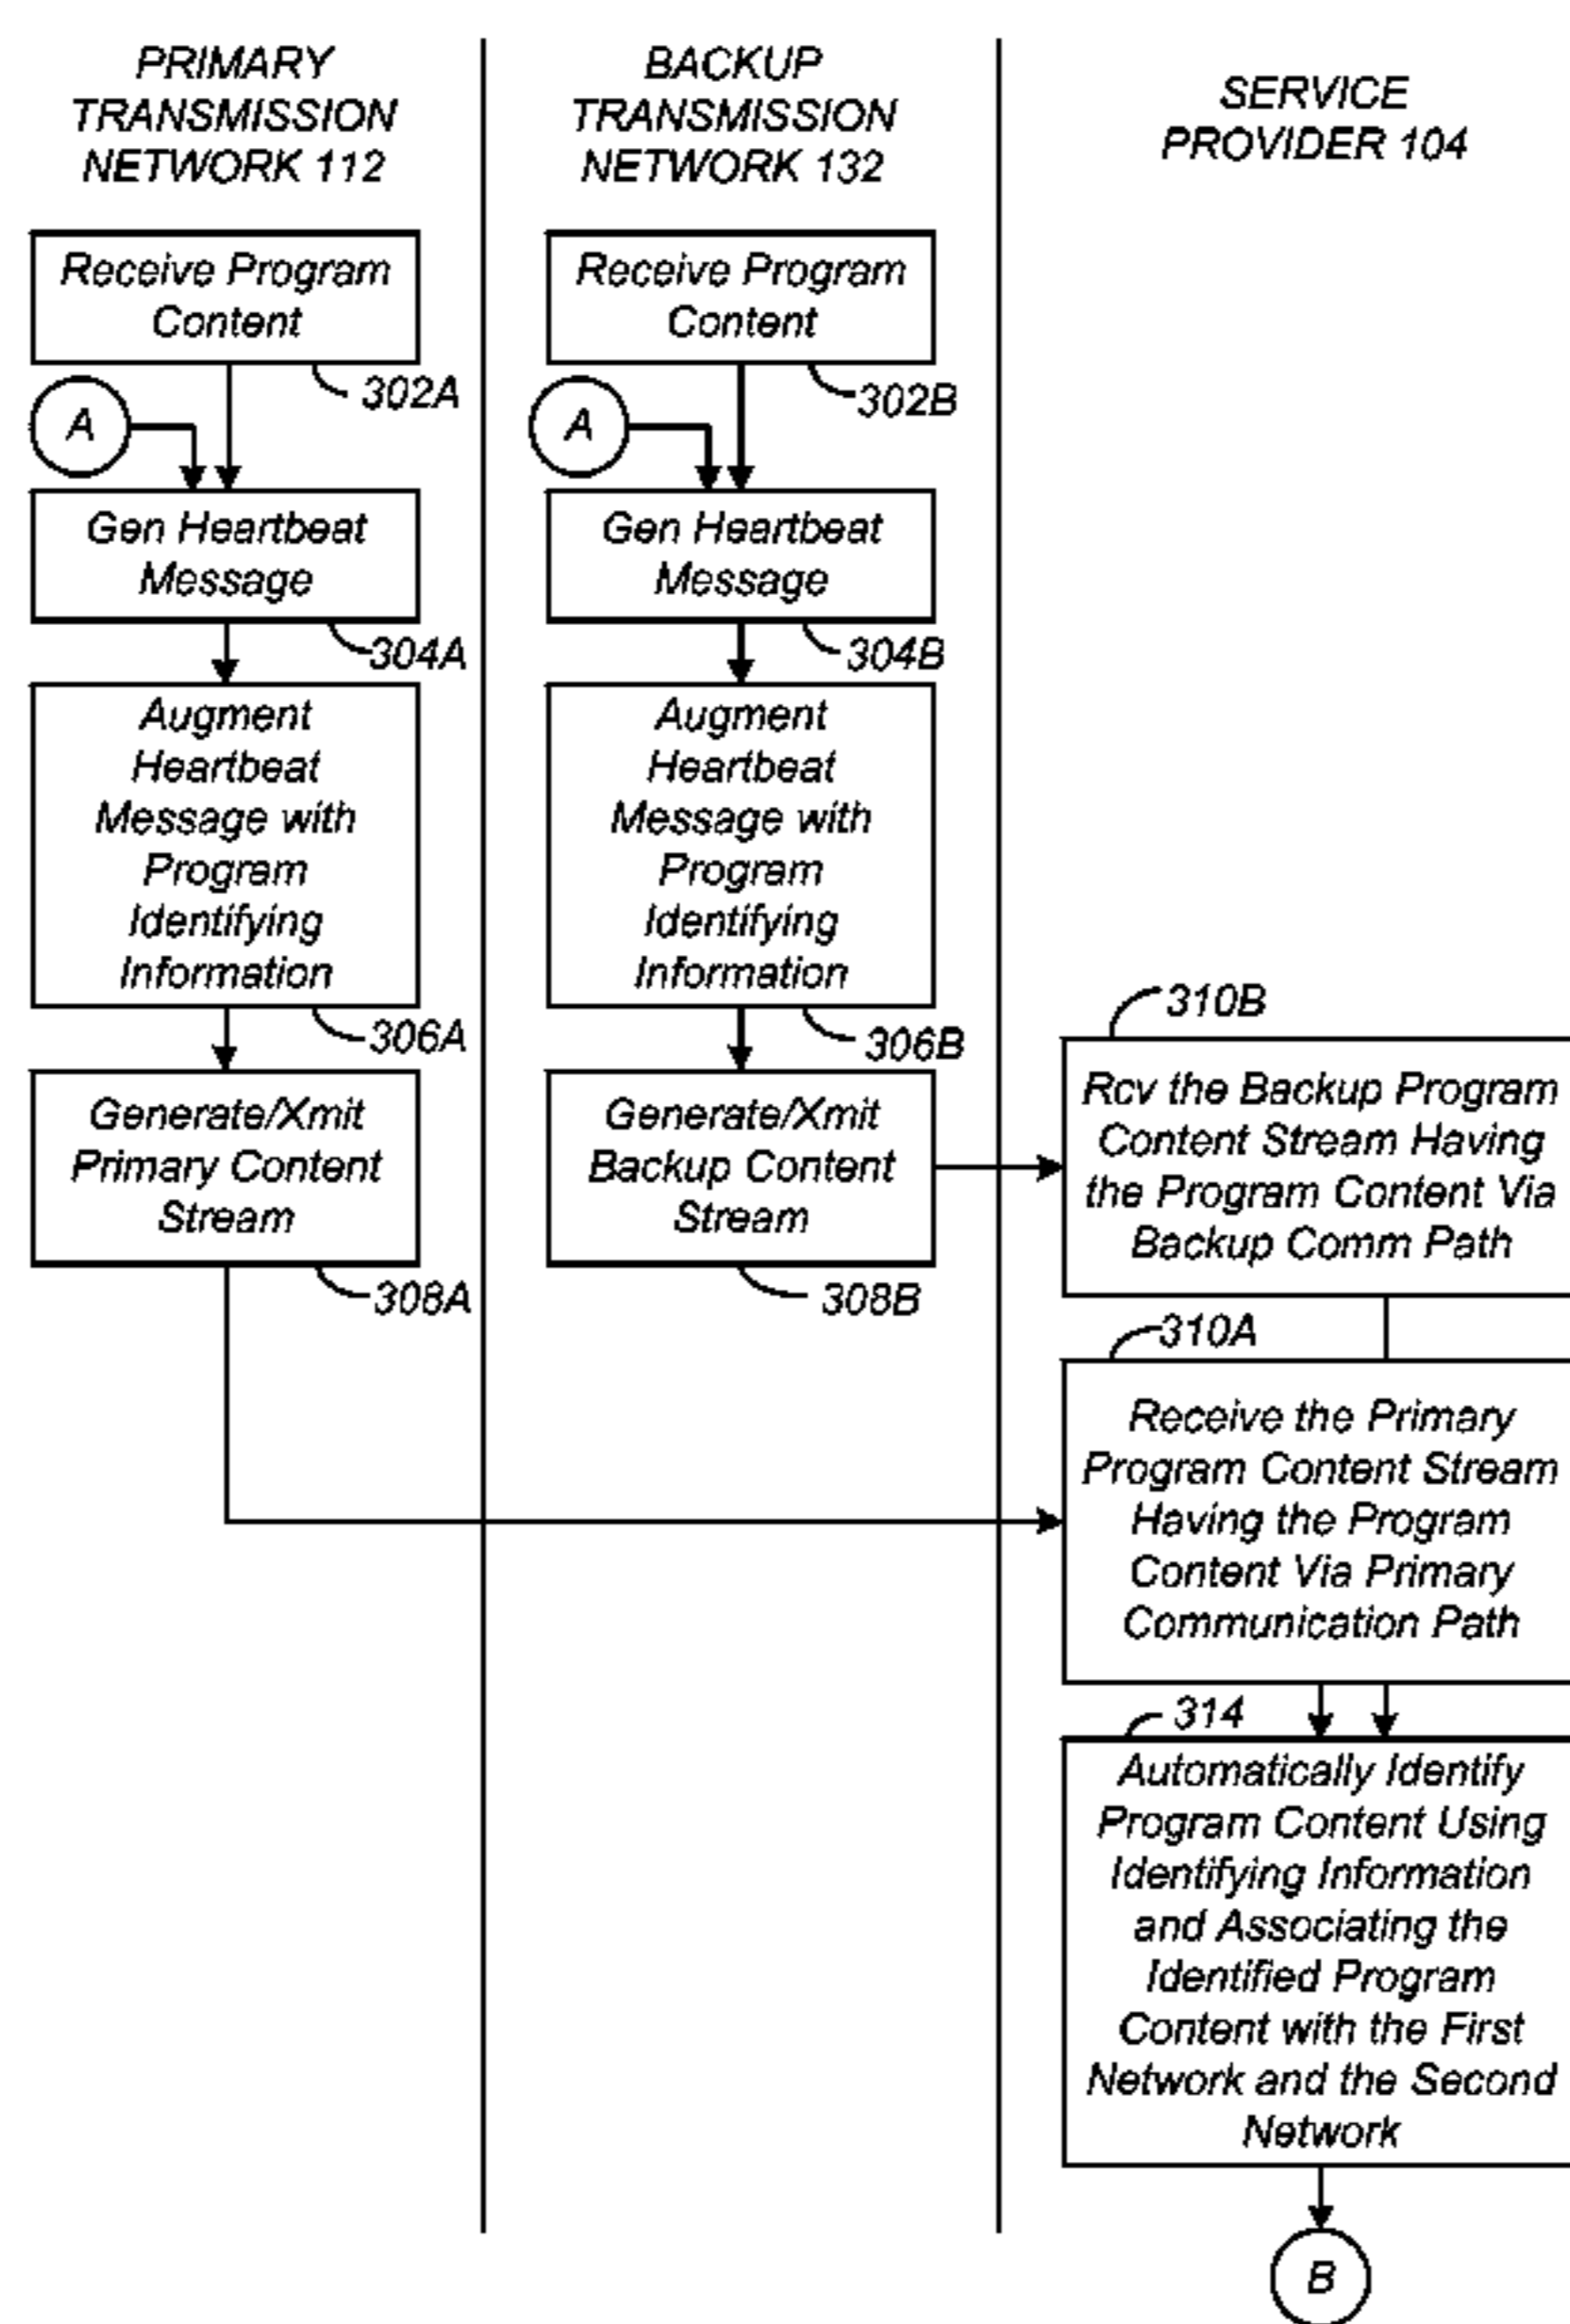 PRIMARY
TRANSMISSION
NETWORK 112
Receive Program
Content
302A
A
Gen Heartbeat
Message
304A
Augment
Heartbeat
Message with
Program
Identifying
Information
306A
Generate/Xmit
Primary Content
Stream
308A
BACKUP
TRANSMISSION
NETWORK 132
Receive Program
Content
302B
A
Gen Heartbeat
Message
304B
Augment
Heartbeat
Message with
Program
Identifying
Information
306B
Generate/Xmit
Backup Content
Stream
308B
SERVICE
PROVIDER 104
310B
Rcv the Backup Program
Content Stream Having
the Program Content Via
Backup Comm Path
310A
Receive the Primary
Program Content Stream
Having the Program
Content Via Primary
Communication Path
314
Automatically Identify
Program Content Using
Identifying Information
and Associating the
Identified Program
Content with the First
Network and the Second
Network
B